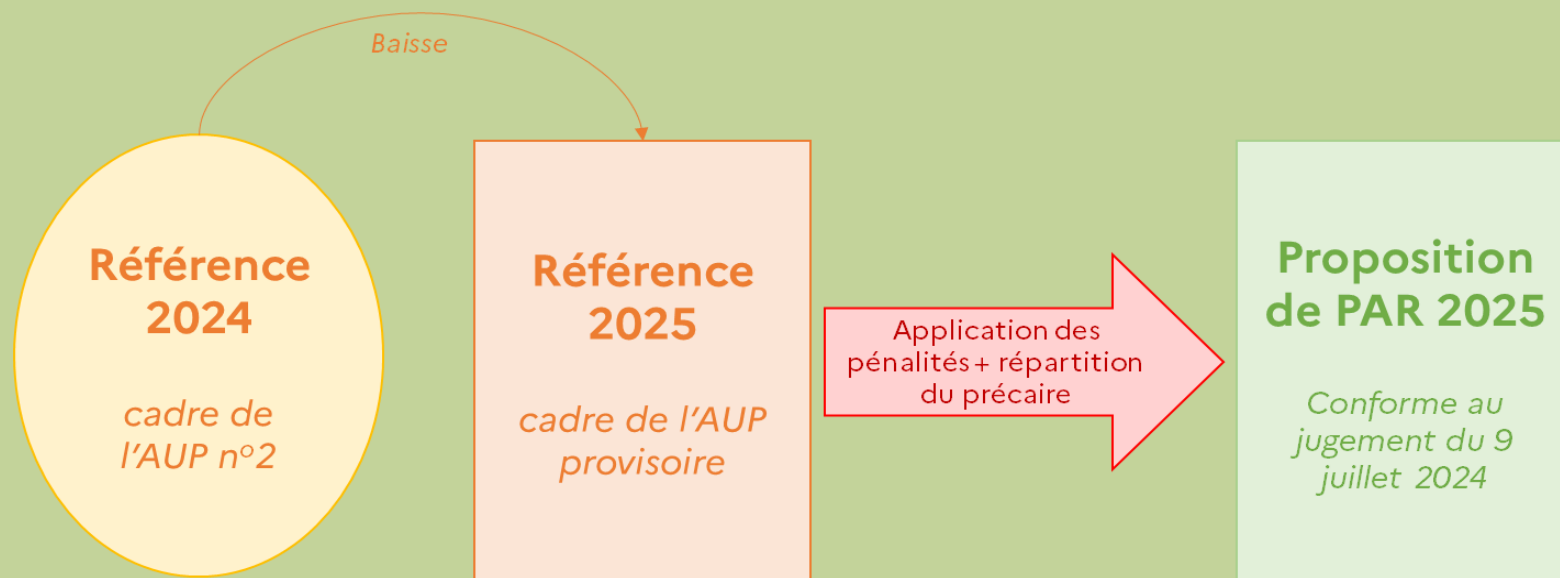 Baisse
Référence
2024
cadre de
l'AUP n°2
Référence
2025
cadre de l'AUP
provisoire
Application des
pénalités + répartition
du précaire
Proposition
de PAR 2025
Conforme au
jugement du 9
juillet 2024